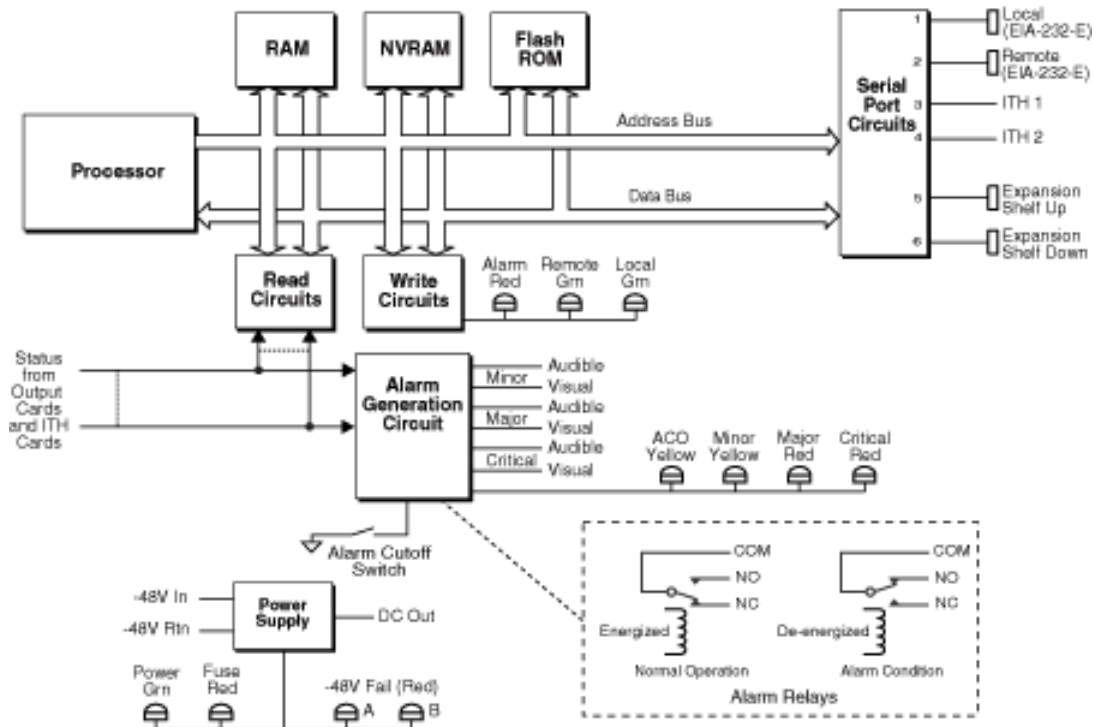 RAM
NVRAM
Flash
ROM
Processor
Address Bus
Data Bus
Serial
Port
Circuits
1
2
3
4
5
6
Local
(EIA-232-E)
Remote
(EIA-232-E)
ITH 1
ITH 2
Expansion
Shelf Up
Expansion
Shelf Down
Read
Circuits
Write
Circuits
Alarm
Red
Remote
Grn
Local
Grn
Status
from
Output
Cards
and ITH
Cards
Alarm
Generation
Circuit
Minor
Audible
Visual
Major
Audible
Visual
Critical
Audible
Visual
ACO
Yellow
Minor
Yellow
Major
Red
Critical
Red
Alarm Cutoff
Switch
-48V In
-48V Rtn
Power
Supply
DC Out
Power
Grn
Fuse
Red
-48V Fail (Red)
A
B
COM
NO
NC
Energized
Normal Operation
COM
NO
NC
De-energized
Alarm Condition
Alarm Relays